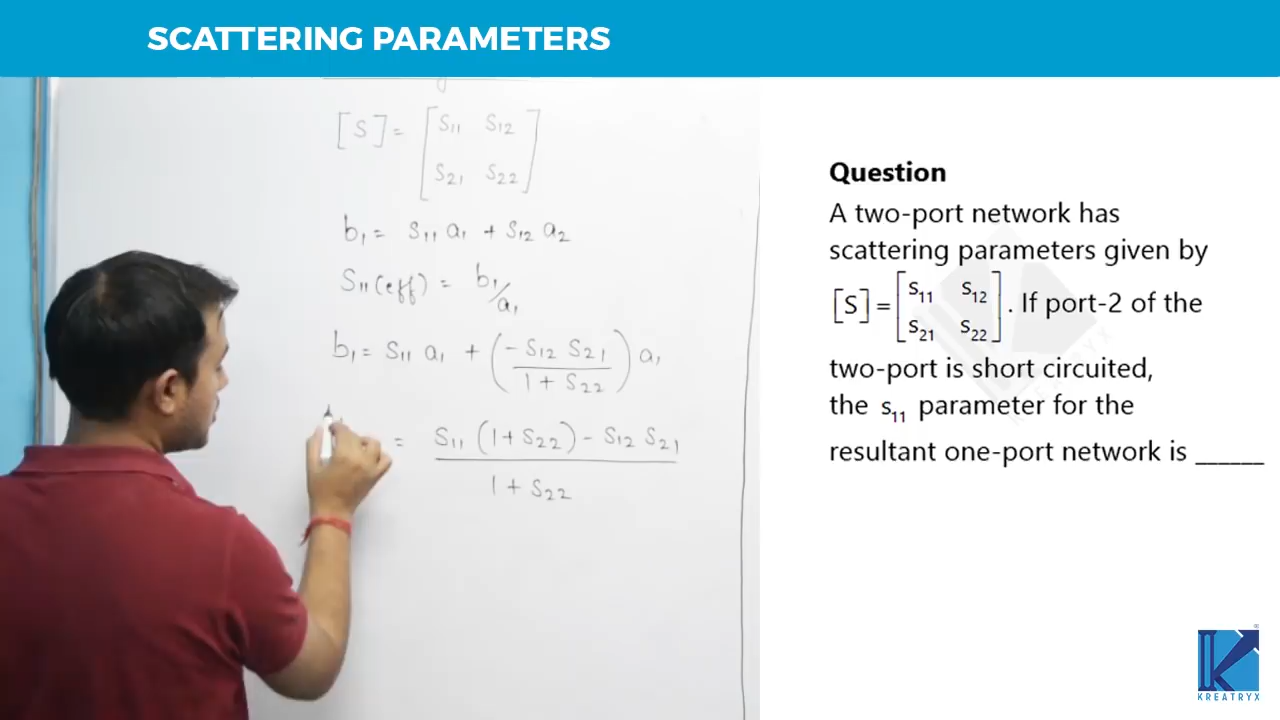 SCATTERING PARAMETERS
[S] = [S11 S12
S21 S22]
b1 = S11 a1 + S12 a2
S11(eff) = b1/a1
b1 = S11 a1 + (-S12 S21 / 1 + S22) a1
= S11 (1 + S22) - S12 S21
1 + S22
Question
A two-port network has
scattering parameters given by
[S] = [s11 s12
s21 s22]. If port-2 of the
two-port is short circuited,
the s11 parameter for the
resultant one-port network is ______
KREATRYX